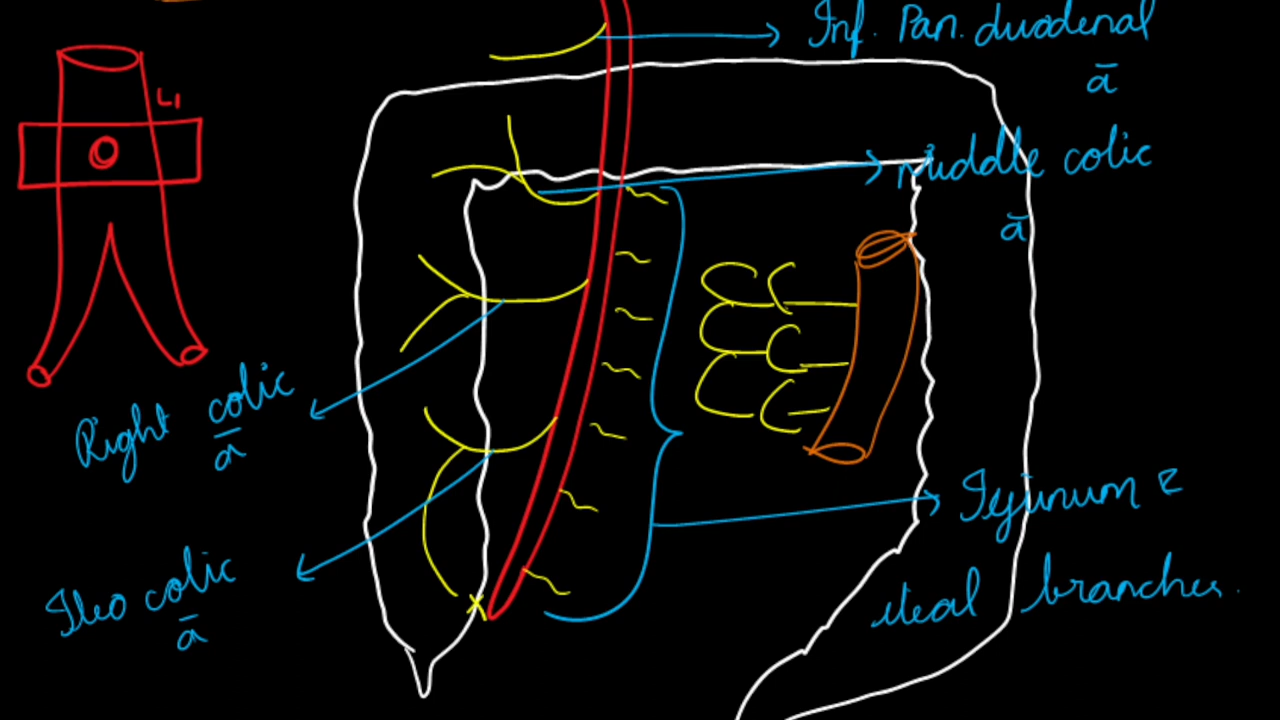 Inf. Pan. duodenal
ā
L1
Middle colic
ā
Right colic
ā
Jejunum &
ileal branches.
Ileo colic
ā